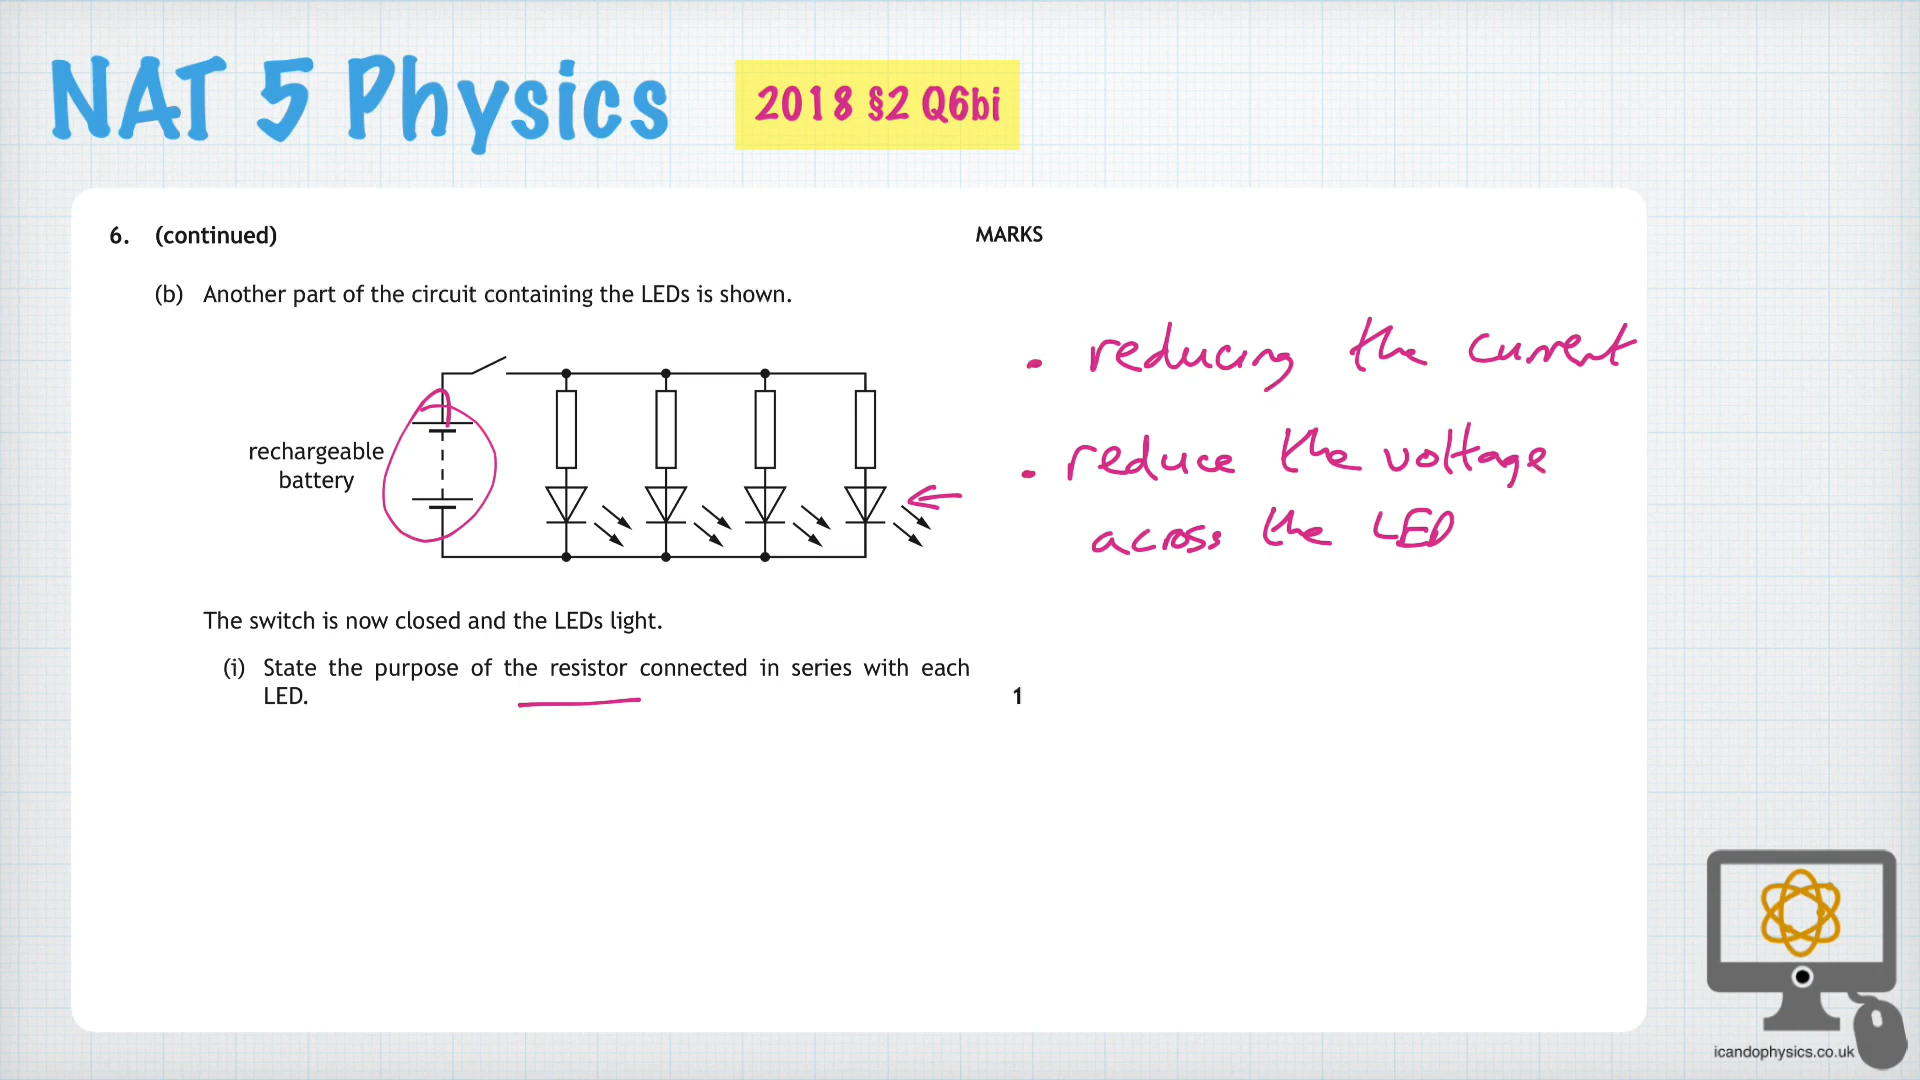 NAT 5 Physics
2018 §2 Q6bi
6. (continued)
MARKS
(b) Another part of the circuit containing the LEDs is shown.
rechargeable
battery
• reducing the current
• reduce the voltage
across the LED
The switch is now closed and the LEDs light.
(i) State the purpose of the resistor connected in series with each
LED.
1
icandophysics.co.uk